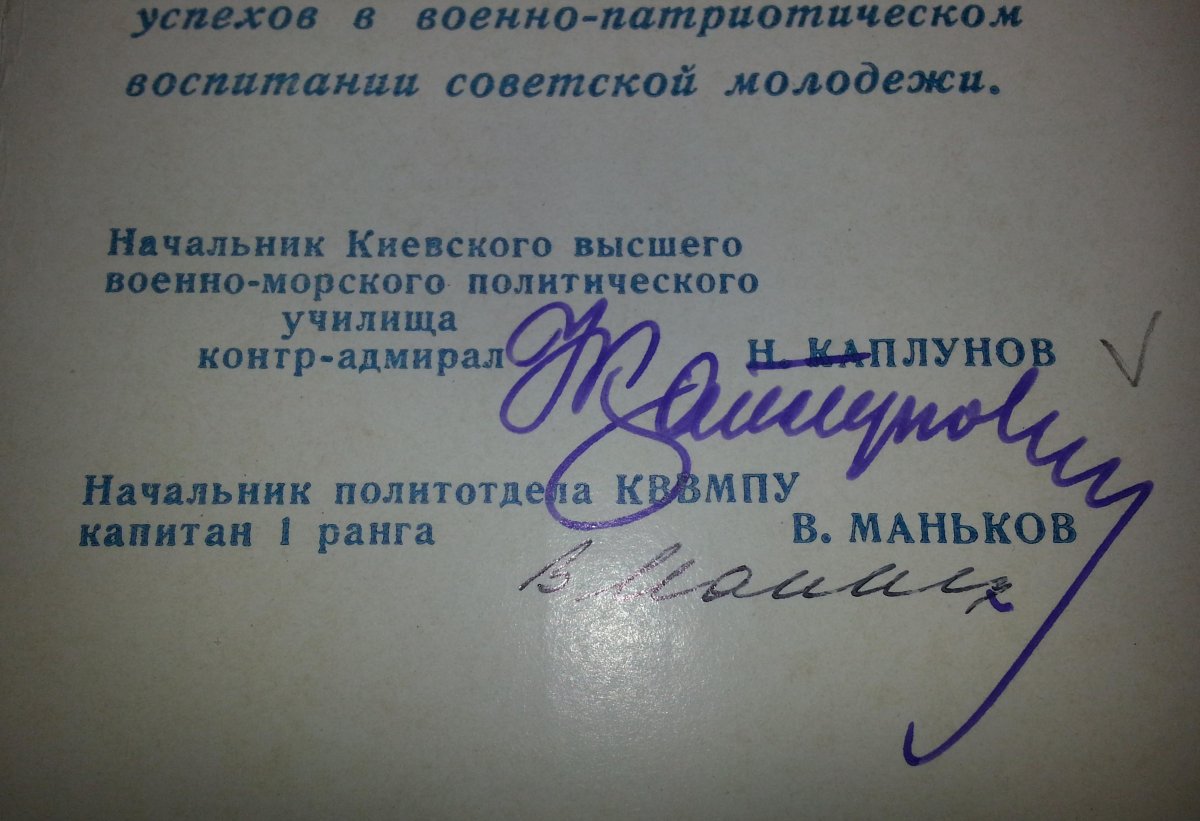 успехов в военно-патриотическом
воспитании советской молодежи.
Начальник Киевского высшего
военно-морского политического
училища
контр-адмирал Н. КАПЛУНОВ
Начальник политотдела КВВМПУ
капитан 1 ранга В. МАНЬКОВ